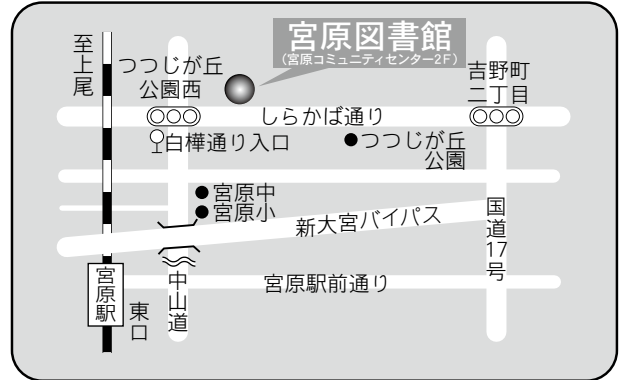 宮原図書館
(宮原コミュニティセンター2F)
至上尾
つつじが丘
公園西
吉野町
二丁目
しらかば通り
白樺通り入口
つつじが丘
公園
宮原中
宮原小
新大宮バイパス
国道17号
宮原駅
東口
中山道
宮原駅前通り